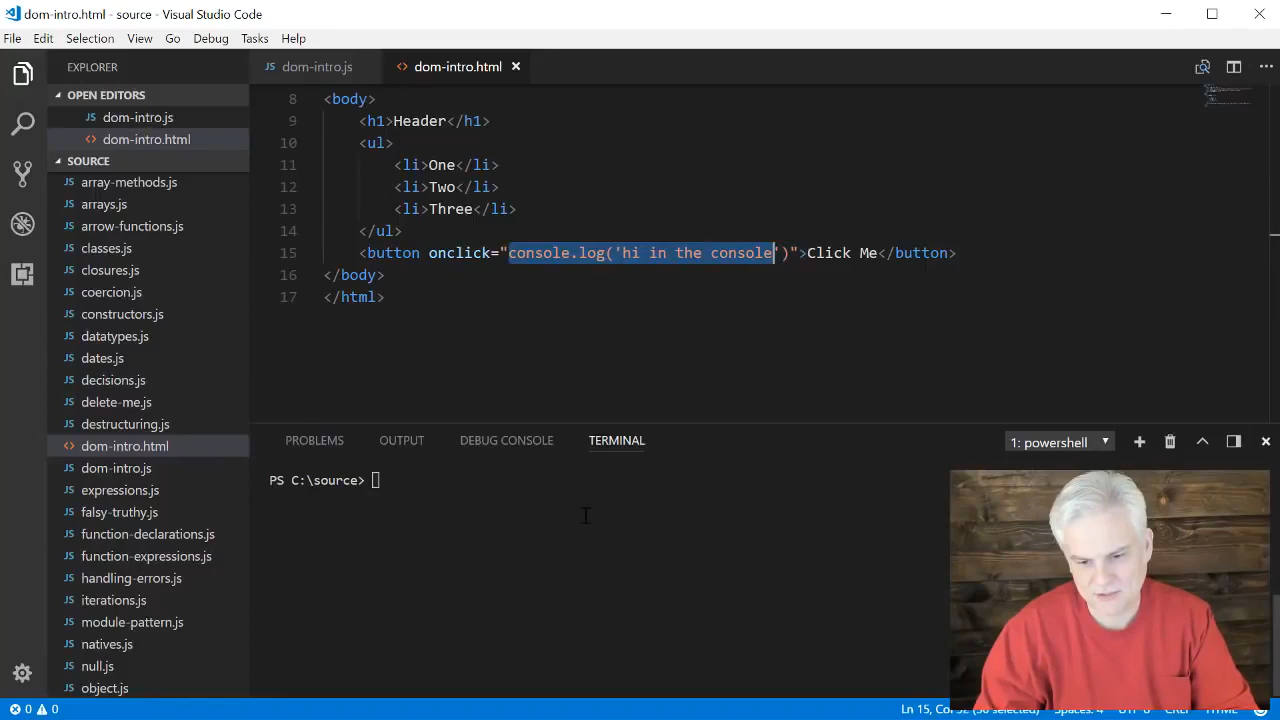 dom-intro.html - source - Visual Studio Code
File Edit Selection View Go Debug Tasks Help
EXPLORER
OPEN EDITORS
JS dom-intro.js
<> dom-intro.html
SOURCE
JS array-methods.js
JS arrays.js
JS arrow-functions.js
JS classes.js
JS closures.js
JS coercion.js
JS constructors.js
JS datatypes.js
JS dates.js
JS decisions.js
JS delete-me.js
JS destructuring.js
<> dom-intro.html
JS dom-intro.js
JS expressions.js
JS falsy-truthy.js
JS function-declarations.js
JS function-expressions.js
JS handling-errors.js
JS iterations.js
JS module-pattern.js
JS natives.js
JS null.js
JS object.js
JS dom-intro.js <> dom-intro.html
8 <body>
9 <h1>Header</h1>
10 <ul>
11 <li>One</li>
12 <li>Two</li>
13 <li>Three</li>
14 </ul>
15 <button onclick="console.log('hi in the console')">Click Me</button>
16 </body>
17 </html>
PROBLEMS OUTPUT DEBUG CONSOLE TERMINAL 1: powershell
PS C:\source>
0 0 Ln 15, Col